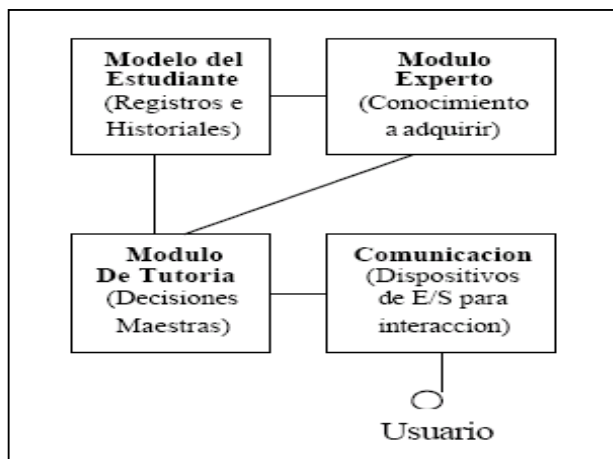 Modelo del
Estudiante
(Registros e
Historiales)
Modulo
Experto
(Conocimiento
a adquirir)
Modulo
De Tutoria
(Decisiones
Maestras)
Comunicacion
(Dispositivos
de E/S para
interaccion)
Usuario